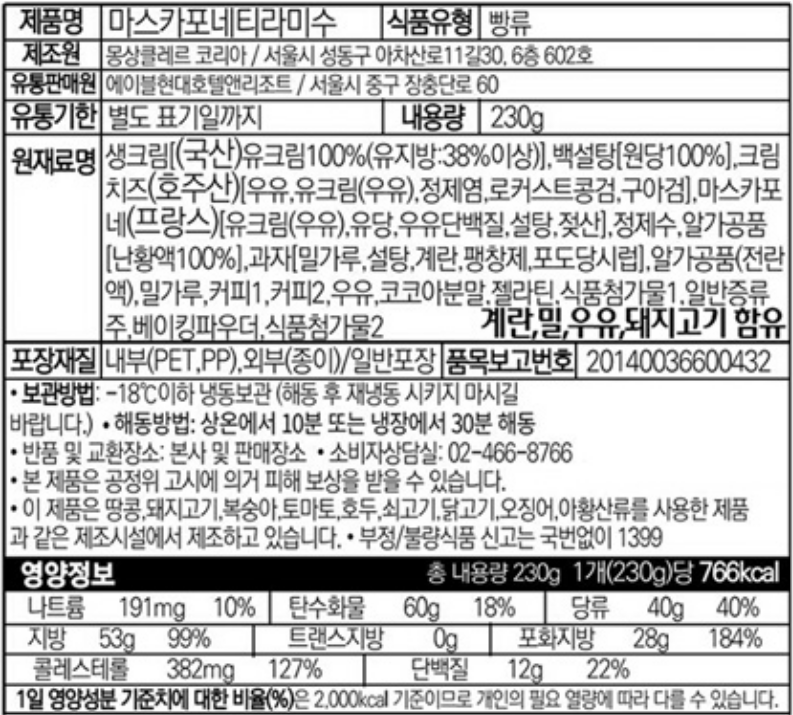 제품명 마스카포네티라미수 식품유형 빵류
제조원 몽상클레르 코리아 / 서울시 성동구 아차산로11길30, 6층 602호
유통판매원 에이블현대호텔앤리조트 / 서울시 중구 장충단로 60
유통기한 별도 표기일까지 내용량 230g
원재료명 생크림[(국산)유크림100%(유지방:38%이상)],백설탕[원당100%],크림
치즈(호주산)[우유,유크림(우유),정제염,로커스트콩검,구아검],마스카포
네(프랑스)[유크림(우유),유당,우유단백질,설탕,젖산],정제수,알가공품
[난황액100%],과자[밀가루,설탕,계란,팽창제,포도당시럽],알가공품(전란
액),밀가루,커피1,커피2,우유,코코아분말,젤라틴,식품첨가물1,일반증류
주,베이킹파우더,식품첨가물2 계란,밀,우유,돼지고기 함유
포장재질 내부(PET,PP),외부(종이)/일반포장 품목보고번호 20140036600432
• 보관방법: -18℃이하 냉동보관 (해동 후 재냉동 시키지 마시길
바랍니다.) • 해동방법: 상온에서 10분 또는 냉장에서 30분 해동
• 반품 및 교환장소: 본사 및 판매장소 • 소비자상담실: 02-466-8766
• 본 제품은 공정위 고시에 의거 피해 보상을 받을 수 있습니다.
• 이 제품은 땅콩,돼지고기,복숭아,토마토,호두,쇠고기,닭고기,오징어,아황산류를 사용한 제품
과 같은 제조시설에서 제조하고 있습니다. • 부정/불량식품 신고는 국번없이 1399
영양정보 총 내용량 230g 1개(230g)당 766kcal
나트륨 191mg 10% 탄수화물 60g 18% 당류 40g 40%
지방 53g 99% 트랜스지방 0g 포화지방 28g 184%
콜레스테롤 382mg 127% 단백질 12g 22%
1일 영양성분 기준치에 대한 비율(%)은 2,000kcal 기준이므로 개인의 필요 열량에 따라 다를 수 있습니다.